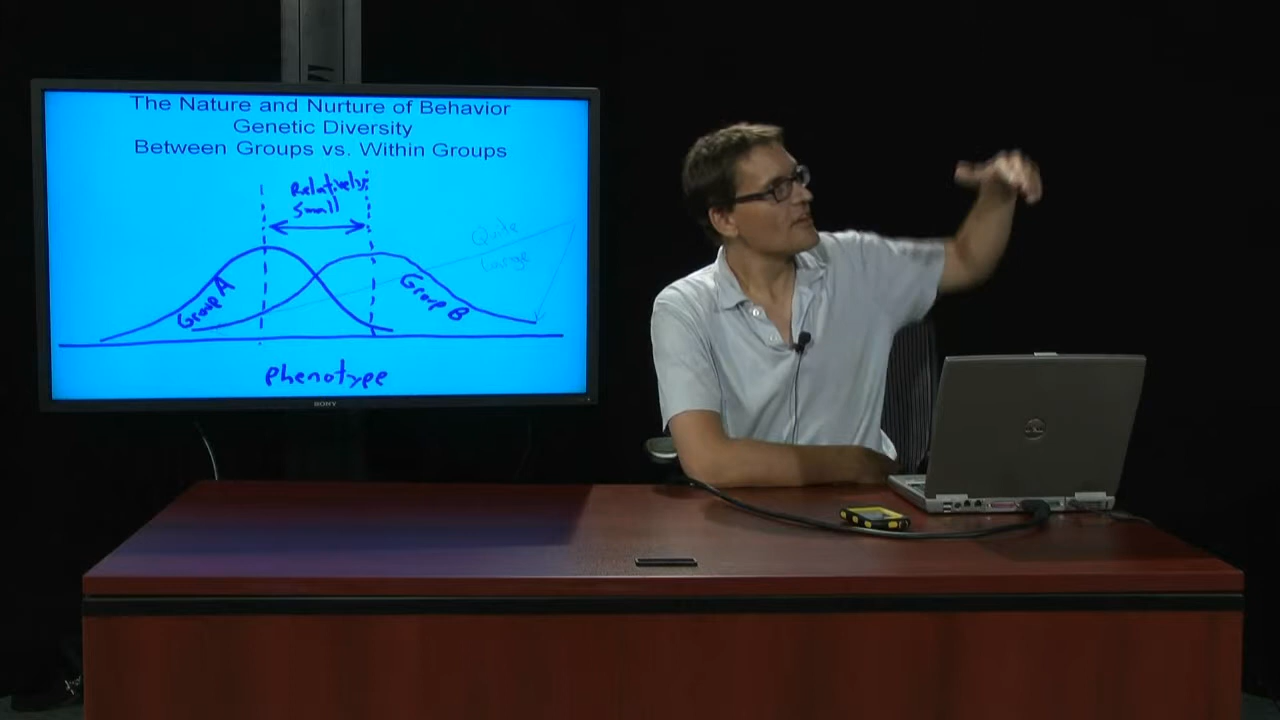 The Nature and Nurture of Behavior
Genetic Diversity
Between Groups vs. Within Groups
Relatively
Small
Quite
Large
Group A
Group B
phenotype
SONY